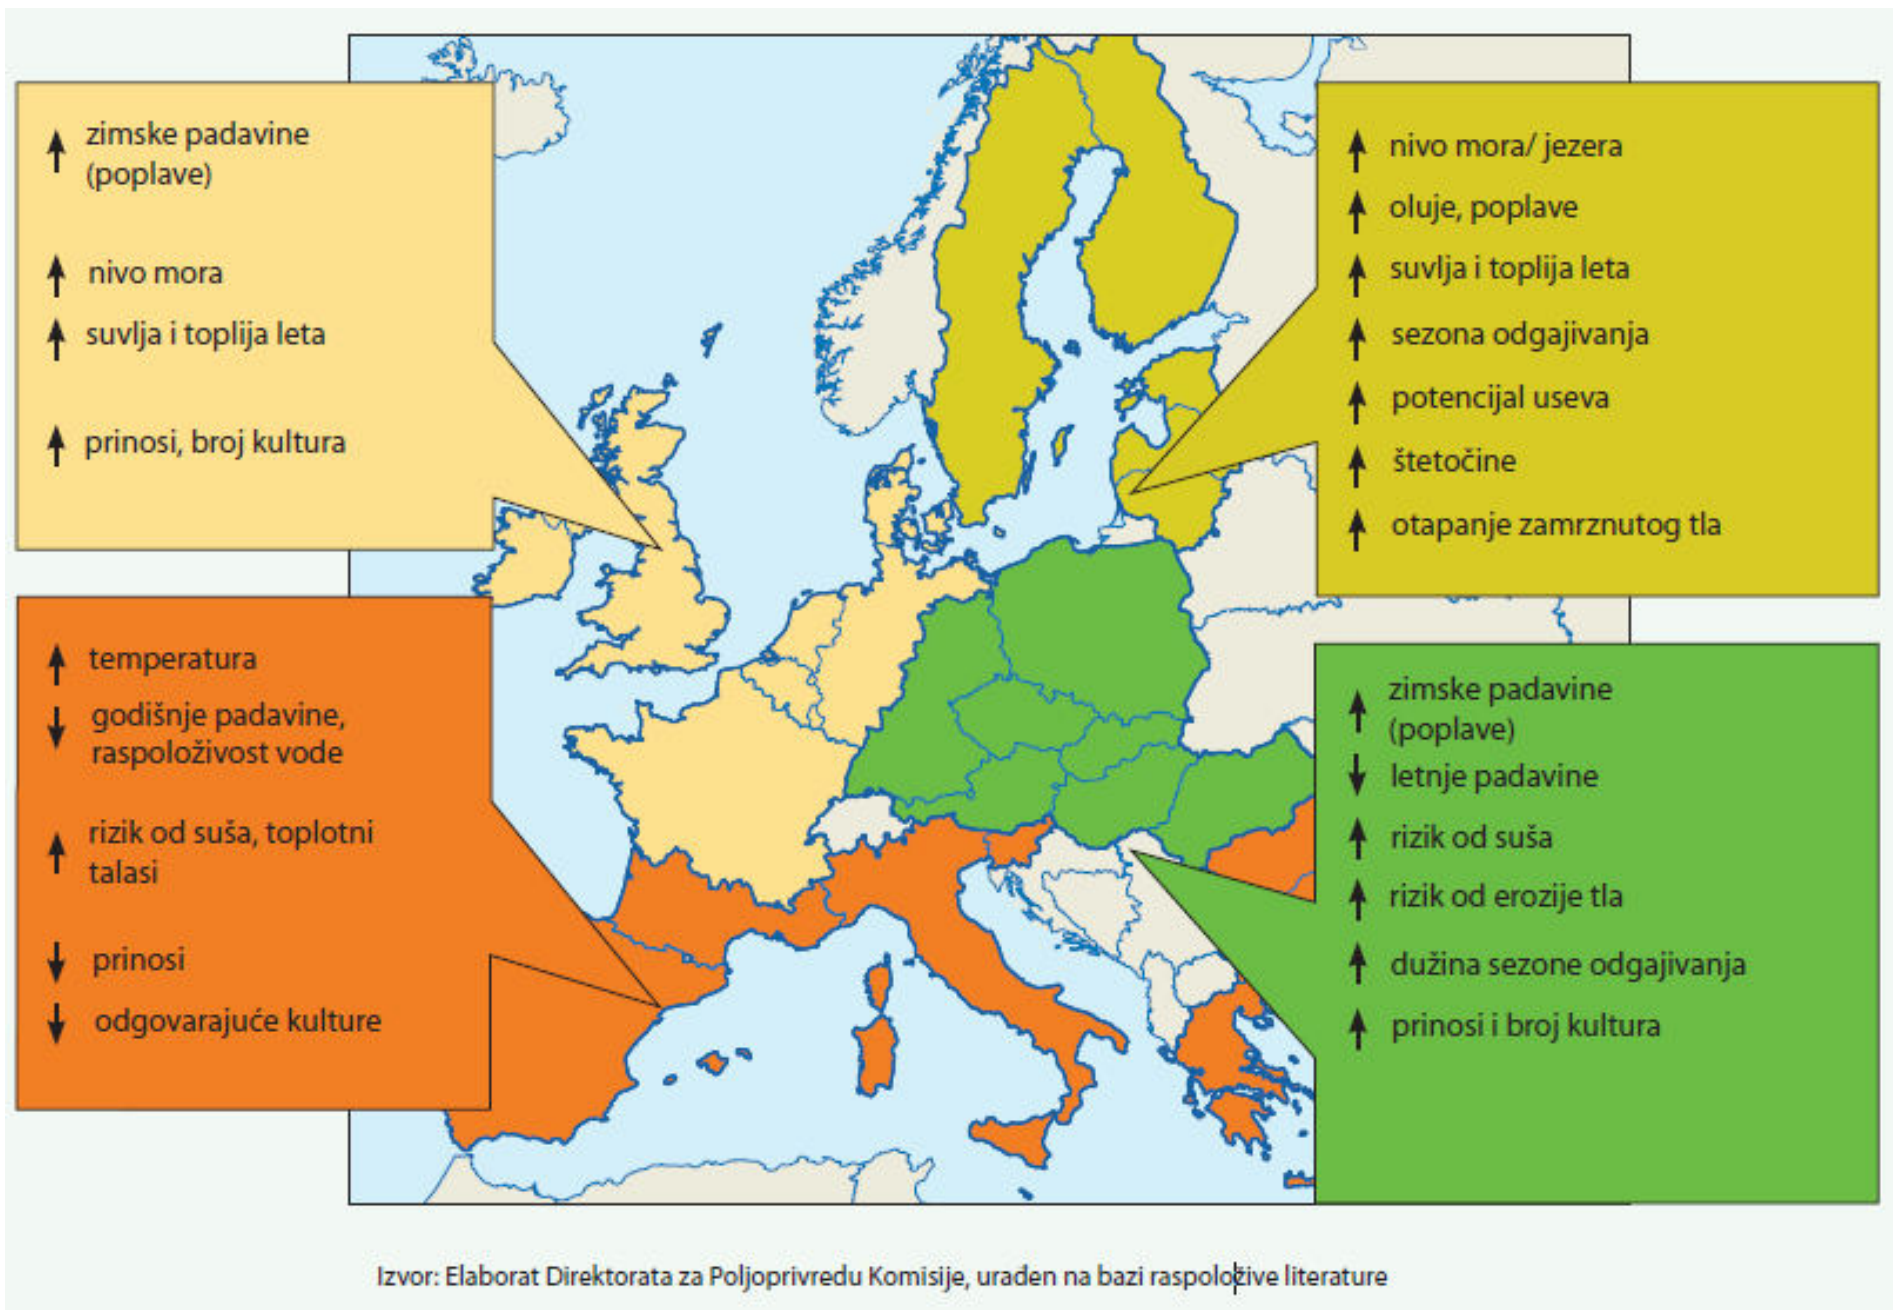 zimske padavine
(poplave)
nivo mora
suvlja i toplija leta
prinosi, broj kultura
temperatura
godišnje padavine,
raspoloživost vode
rizik od suša, toplotni
talasi
prinosi
odgovarajuće kulture
nivo mora/ jezera
oluje, poplave
suvlja i toplija leta
sezona odgajivanja
potencijal useva
štetočine
otapanje zamrznutog tla
zimske padavine
(poplave)
letnje padavine
rizik od suša
rizik od erozije tla
dužina sezone odgajivanja
prinosi i broj kultura
Izvor: Elaborat Direktorata za Poljoprivredu Komisije, urađen na bazi raspoložive literature